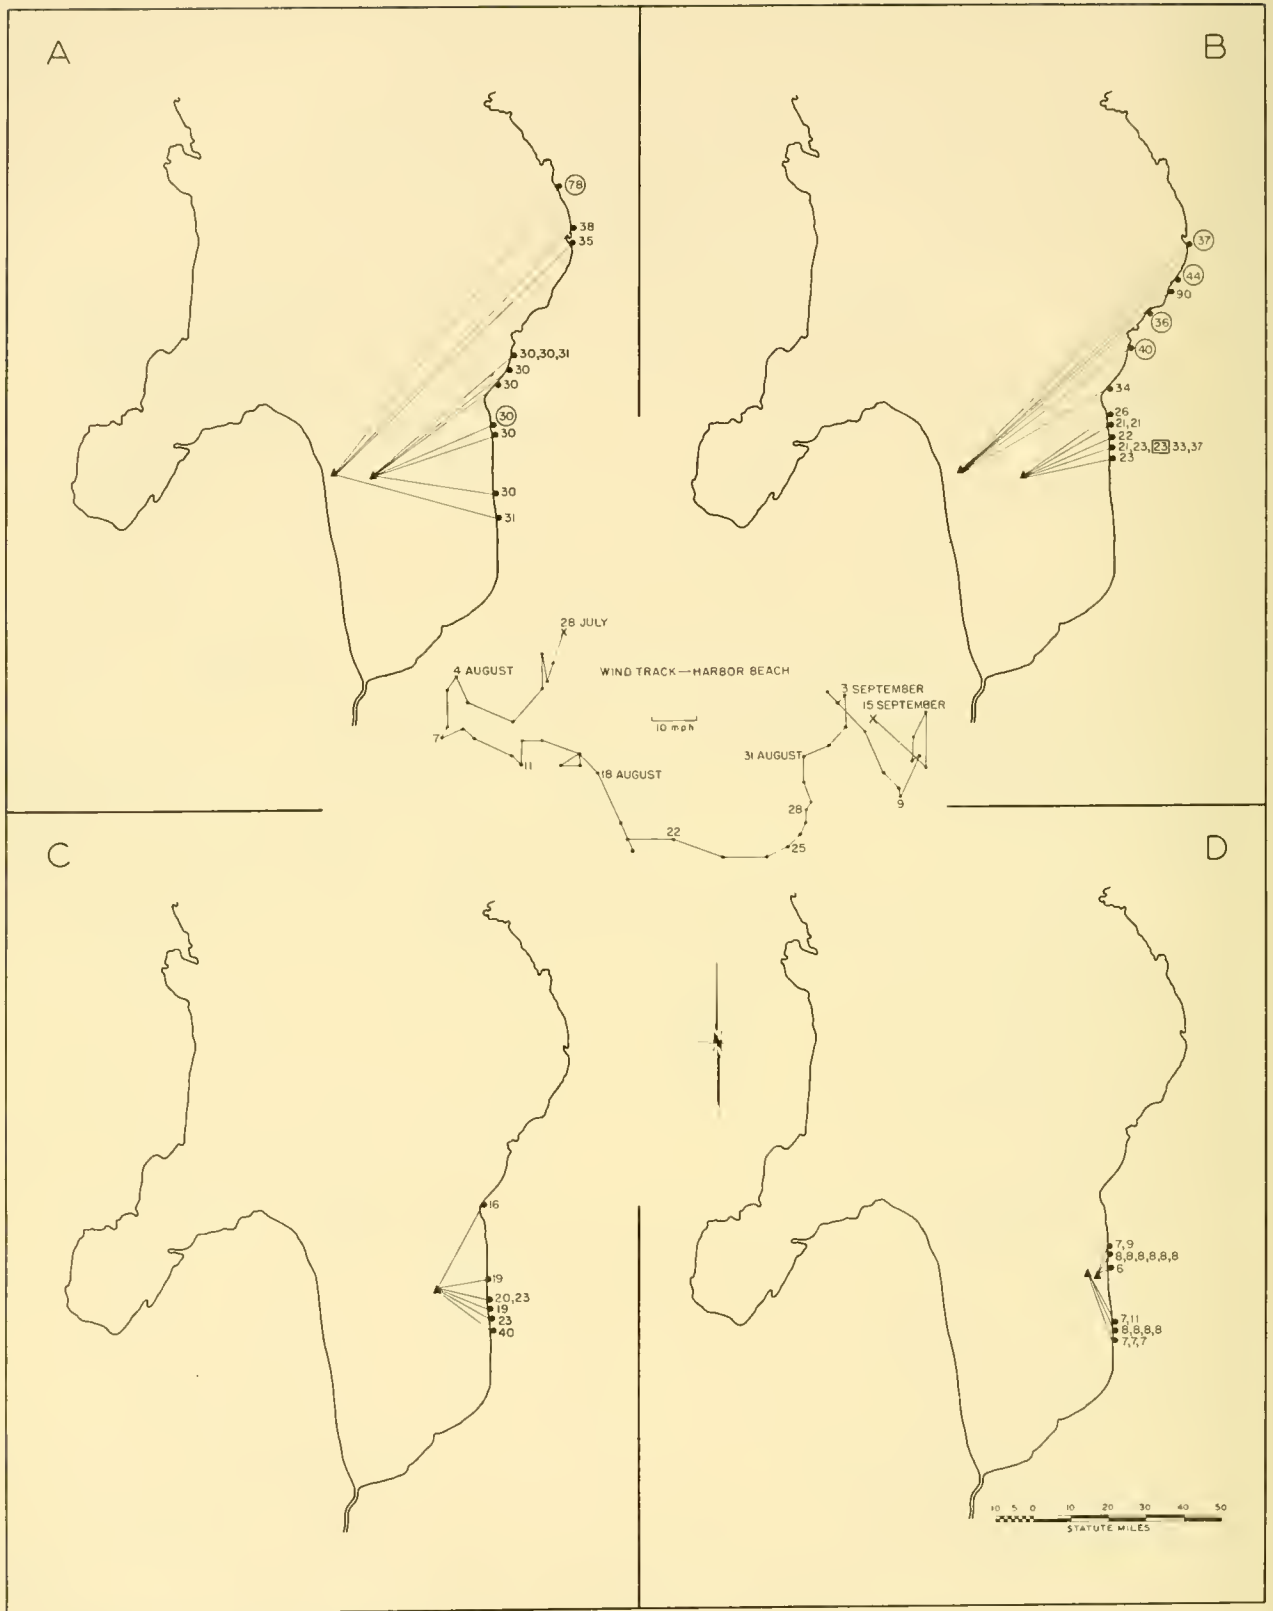 A
B
78
38
35
30,30,31
30
30
30
30
30
31
37
44
90
36
40
34
26
21,21
22
21,23,23 33,37
23
28 JULY
4 AUGUST
WIND TRACK—HARBOR BEACH
3 SEPTEMBER
15 SEPTEMBER
10 mph
7
11
18 AUGUST
31 AUGUST
9
28
22
25
C
D
16
19
20,23
19
23
40
7,9
8,8,8,8,8,8
6
7,11
8,8,8,8
7,7,7
10 5 0 10 20 30 40 50
STATUTE MILES